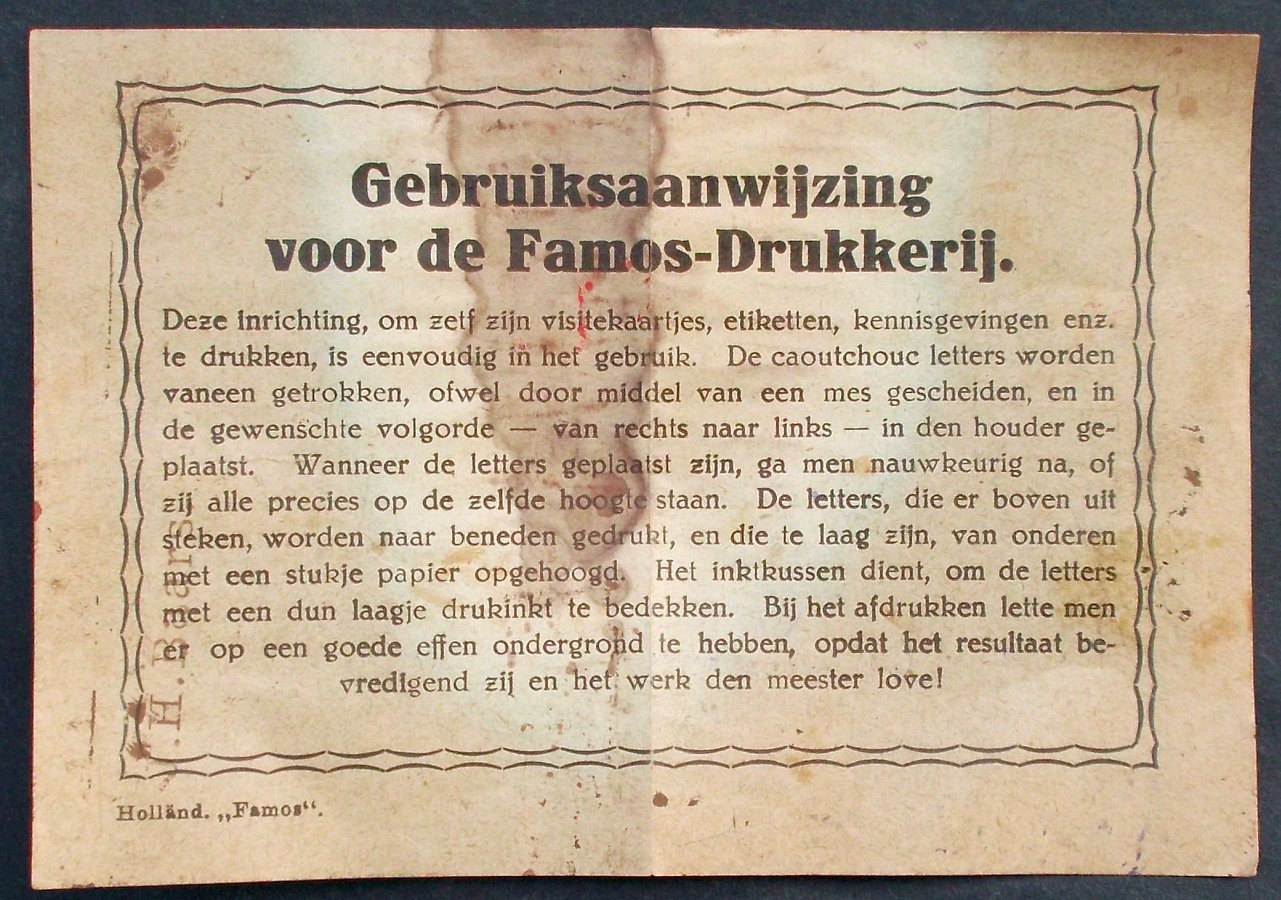 Gebruiksaanwijzing
voor de Famos-Drukkerij.
Deze inrichting, om zetf zijn visitekaartjes, etiketten, kennisgevingen enz.
te drukken, is eenvoudig in het gebruik. De caoutchouc letters worden
vaneen getrokken, ofwel door middel van een mes gescheiden, en in
de gewenschte volgorde — van rechts naar links — in den houder ge-
plaatst. Wanneer de letters geplaatst zijn, ga men nauwkeurig na, of
zij alle precies op de zelfde hoogte staan. De letters, die er boven uit
steken, worden naar beneden gedrukt, en die te laag zijn, van onderen
met een stukje papier opgehoogd. Het inktkussen dient, om de letters
met een dun laagje drukinkt te bedekken. Bij het afdrukken lette men
er op een goede effen ondergrond te hebben, opdat het resultaat be-
vredigend zij en het werk den meester love!
Holländ. „Famos“.